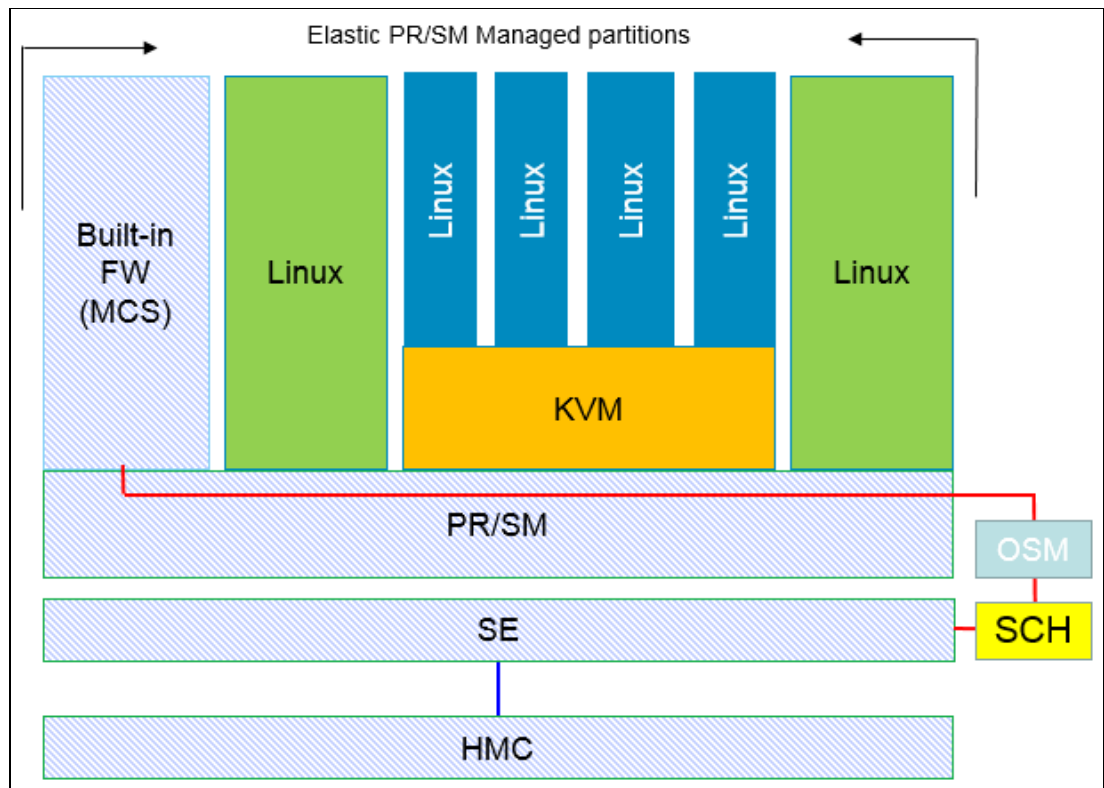 Elastic PR/SM Managed partitions
Built-in
FW
(MCS)
Linux
Linux
Linux
Linux
Linux
Linux
KVM
PR/SM
OSM
SE
SCH
HMC